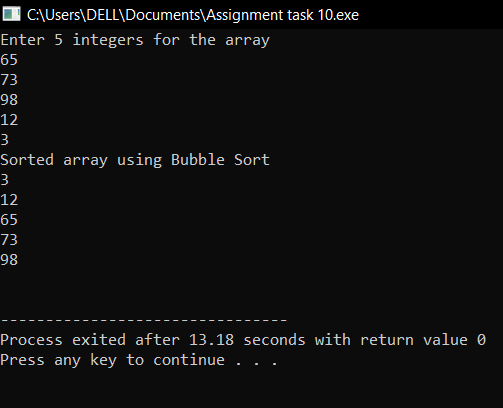 C:\Users\DELL\Documents\Assignment task 10.exe
Enter 5 integers for the array
65
73
98
12
3
Sorted array using Bubble Sort
3
12
65
73
98
--------------------------------
Process exited after 13.18 seconds with return value 0
Press any key to continue . . .